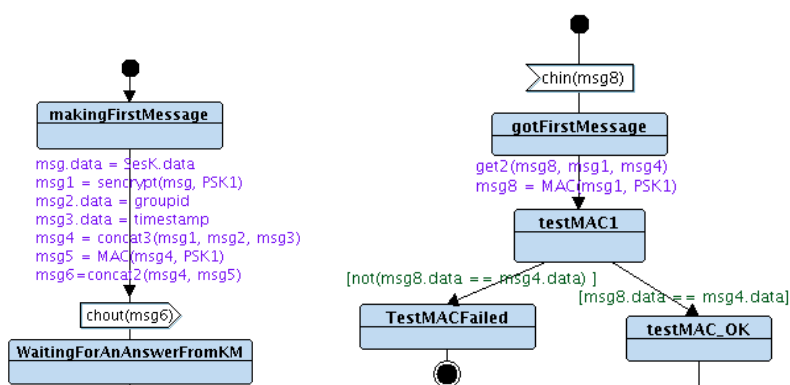 makingFirstMessage
msg.data = SesK.data
msg1 = sencrypt(msg, PSK1)
msg2.data = groupid
msg3.data = timestamp
msg4 = concat3(msg1, msg2, msg3)
msg5 = MAC(msg4, PSK1)
msg6=concat2(msg4, msg5)
chout(msg6)
WaitingForAnAnswerFromKM
chin(msg8)
gotFirstMessage
get2(msg8, msg1, msg4)
msg8 = MAC(msg1, PSK1)
testMAC1
[not(msg8.data == msg4.data) ]
[msg8.data == msg4.data]
TestMACFailed
testMAC_OK